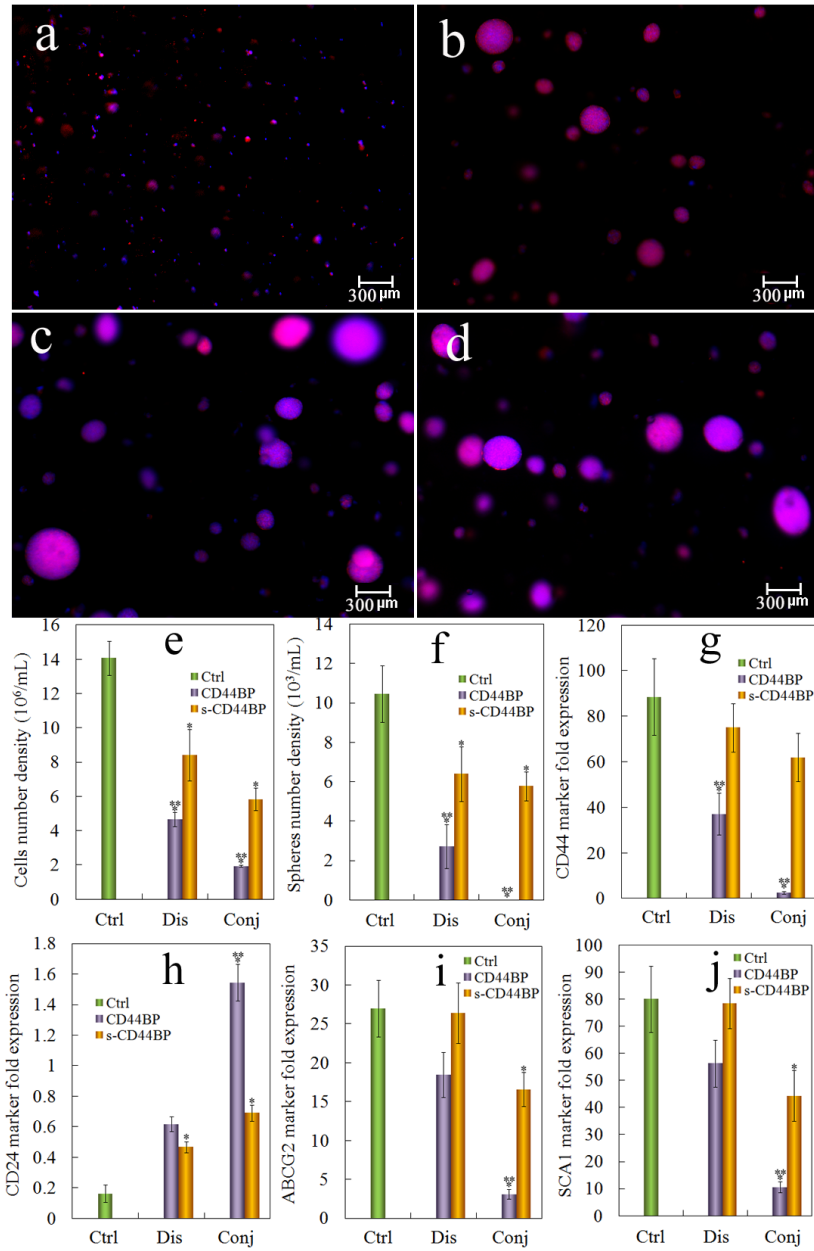 a
300 µm
b
300 µm
c
300 µm
d
300 µm
e
Cells number density (10⁶/mL)
16
14
12
10
8
6
4
2
0
Ctrl
CD44BP
s-CD44BP
**
*
*
**
*
*
Ctrl Dis Conj
f
Spheres number density (10³/mL)
14
12
10
8
6
4
2
0
Ctrl
CD44BP
s-CD44BP
**
*
*
**
*
*
Ctrl Dis Conj
g
CD44 marker fold expression
120
100
80
60
40
20
0
Ctrl
CD44BP
s-CD44BP
**
*
**
*
Ctrl Dis Conj
h
CD24 marker fold expression
1.8
1.6
1.4
1.2
1
0.8
0.6
0.4
0.2
0
Ctrl
CD44BP
s-CD44BP
*
**
*
*
Ctrl Dis Conj
i
ABCG2 marker fold expression
35
30
25
20
15
10
5
0
Ctrl
CD44BP
s-CD44BP
**
*
*
Ctrl Dis Conj
j
SCA1 marker fold expression
100
90
80
70
60
50
40
30
20
10
0
Ctrl
CD44BP
s-CD44BP
**
*
*
Ctrl Dis Conj